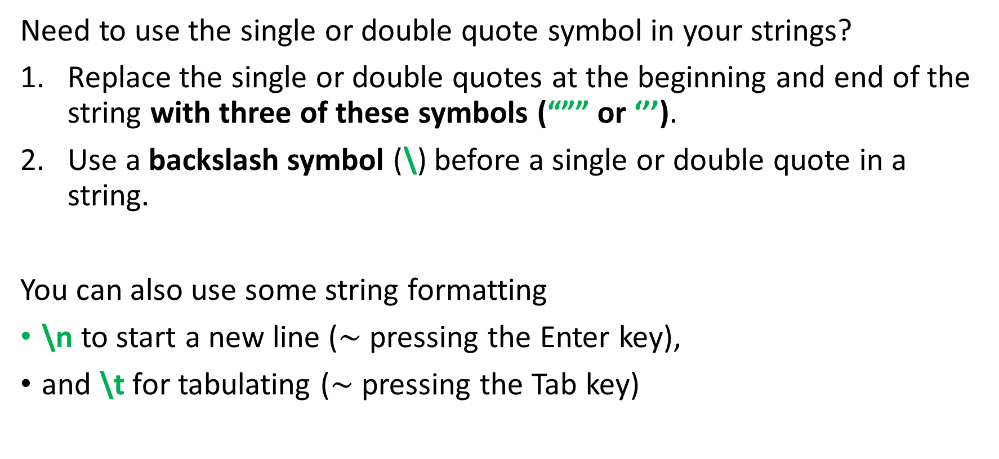 Need to use the single or double quote symbol in your strings?
1. Replace the single or double quotes at the beginning and end of the
string with three of these symbols (“”” or ‘’’).
2. Use a backslash symbol (\) before a single or double quote in a
string.
You can also use some string formatting
• \n to start a new line (~ pressing the Enter key),
• and \t for tabulating (~ pressing the Tab key)